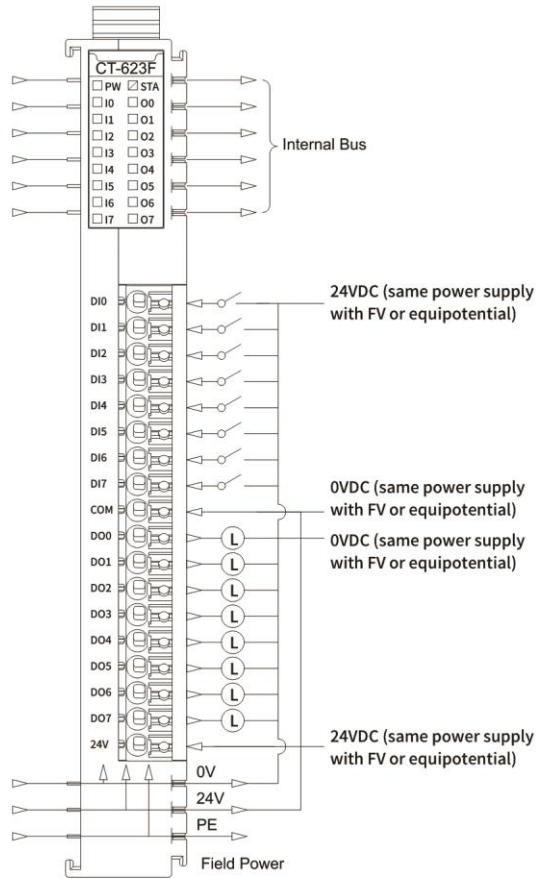 CT-623F
PW STA
I0 O0
I1 O1
I2 O2
I3 O3
I4 O4
I5 O5
I6 O6
I7 O7
Internal Bus
DI0
24VDC (same power supply
with FV or equipotential)
DI1
DI2
DI3
DI4
DI5
DI6
DI7
COM
0VDC (same power supply
with FV or equipotential)
DO0 L
0VDC (same power supply
with FV or equipotential)
DO1 L
DO2 L
DO3 L
DO4 L
DO5 L
DO6 L
DO7 L
24V
24VDC (same power supply
with FV or equipotential)
0V
24V
PE
Field Power